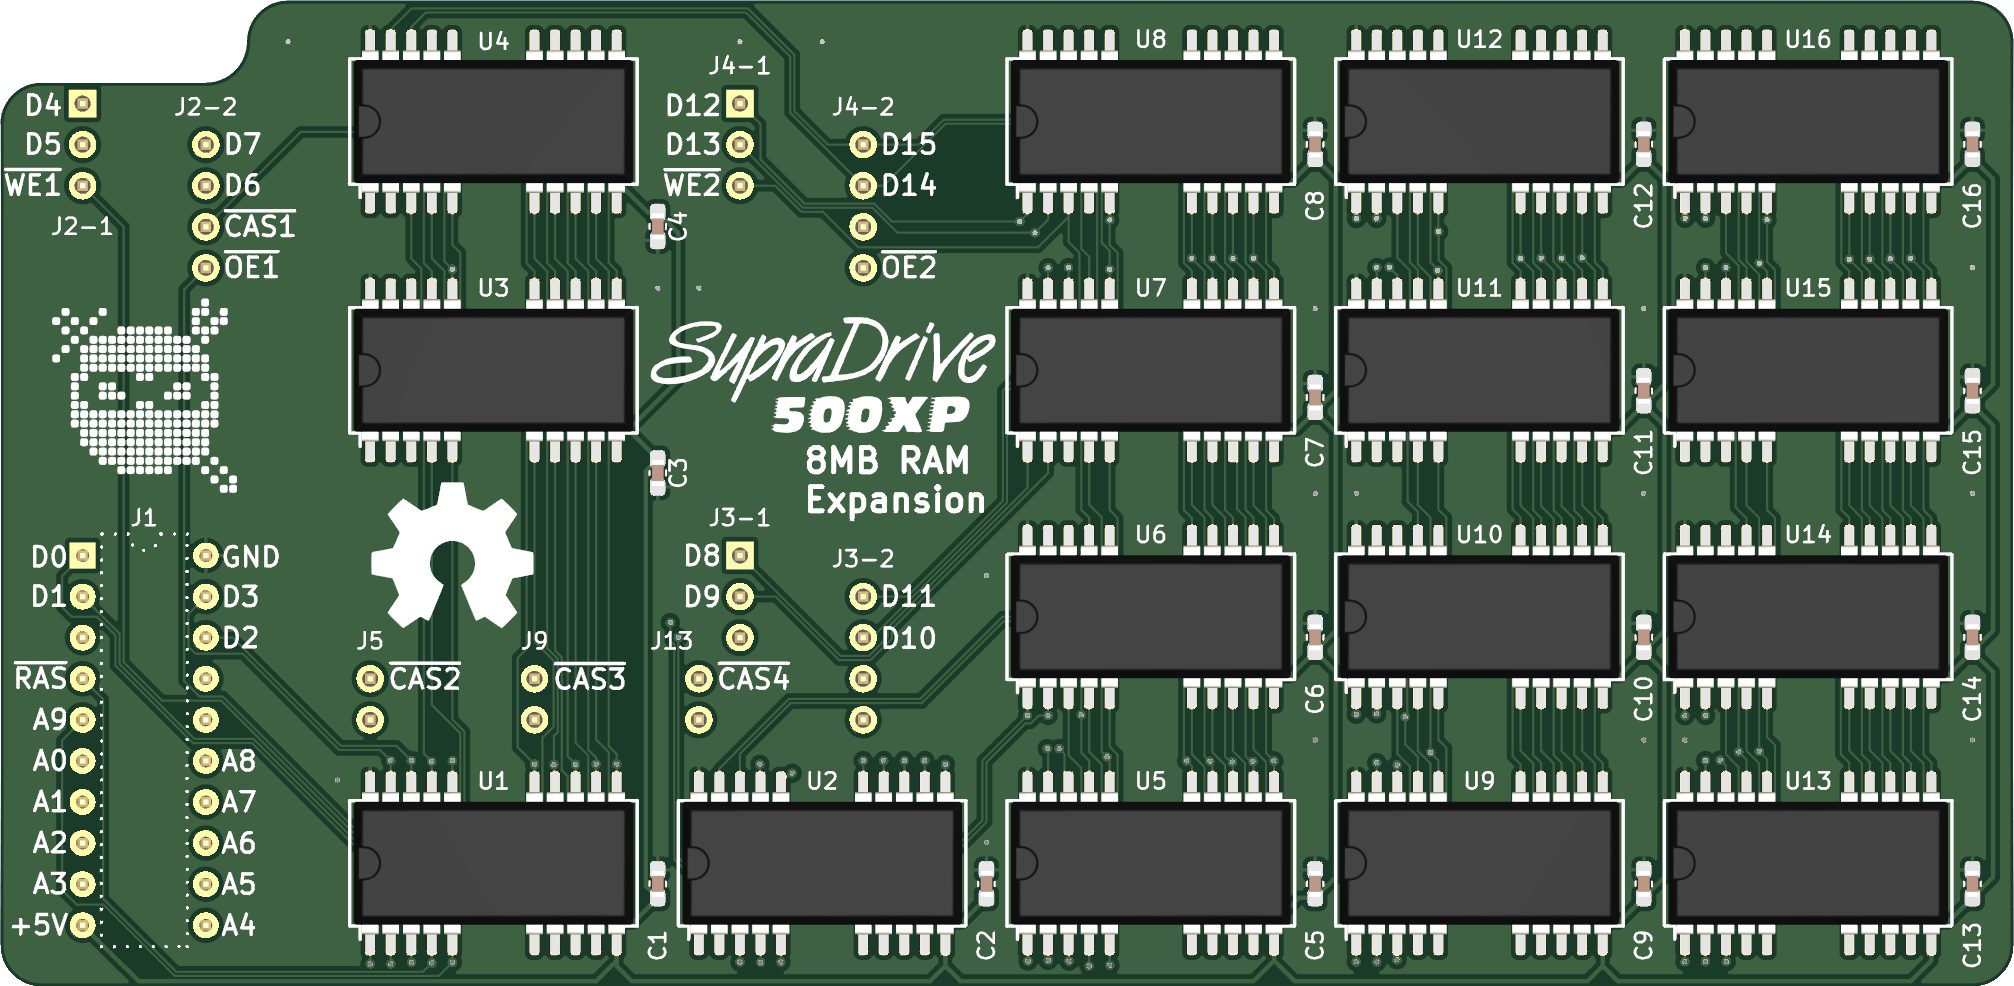 U4
U8
U12
U16
J4-1
D4
J2-2
D12
J4-2
D5
D7
D13
D15
WE1
D6
WE2
D14
C4
C8
C12
C16
J2-1
CAS1
OE1
OE2
U3
U7
U11
U15
SupraDrive
500XP
8MB RAM
Expansion
C3
C7
C11
C15
J1
J3-1
U6
U10
U14
D0
GND
D8
J3-2
D1
D3
D9
D11
D2
J5
J9
J13
D10
RAS
CAS2
CAS3
CAS4
C6
C10
C14
A9
A0
A8
U1
U2
U5
U9
U13
A1
A7
A2
A6
A3
A5
+5V
A4
C1
C2
C5
C9
C13